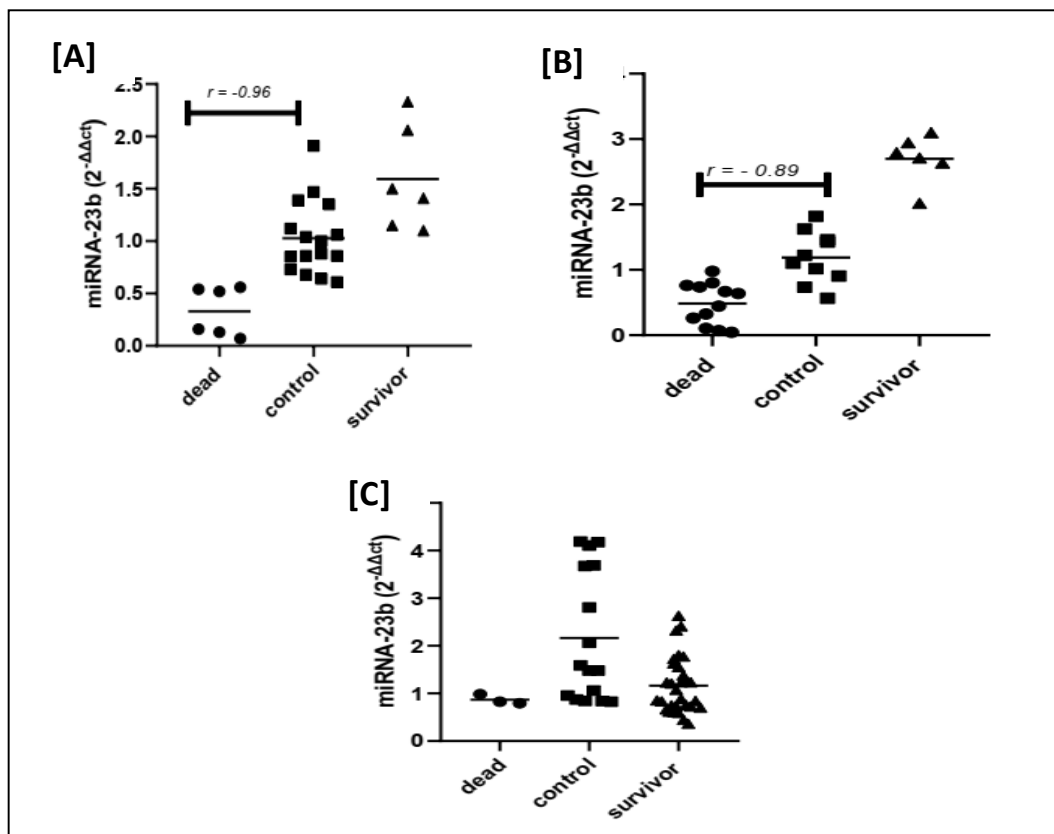 [A]
r = -0.96
2.5
2.0
1.5
1.0
0.5
0.0
miRNA-23b (2^-ΔΔct)
dead
control
survivor
[B]
r = - 0.89
4
3
2
1
0
miRNA-23b (2^-ΔΔct)
dead
control
survivor
[C]
4
3
2
1
0
miRNA-23b (2^-ΔΔct)
dead
control
survivor